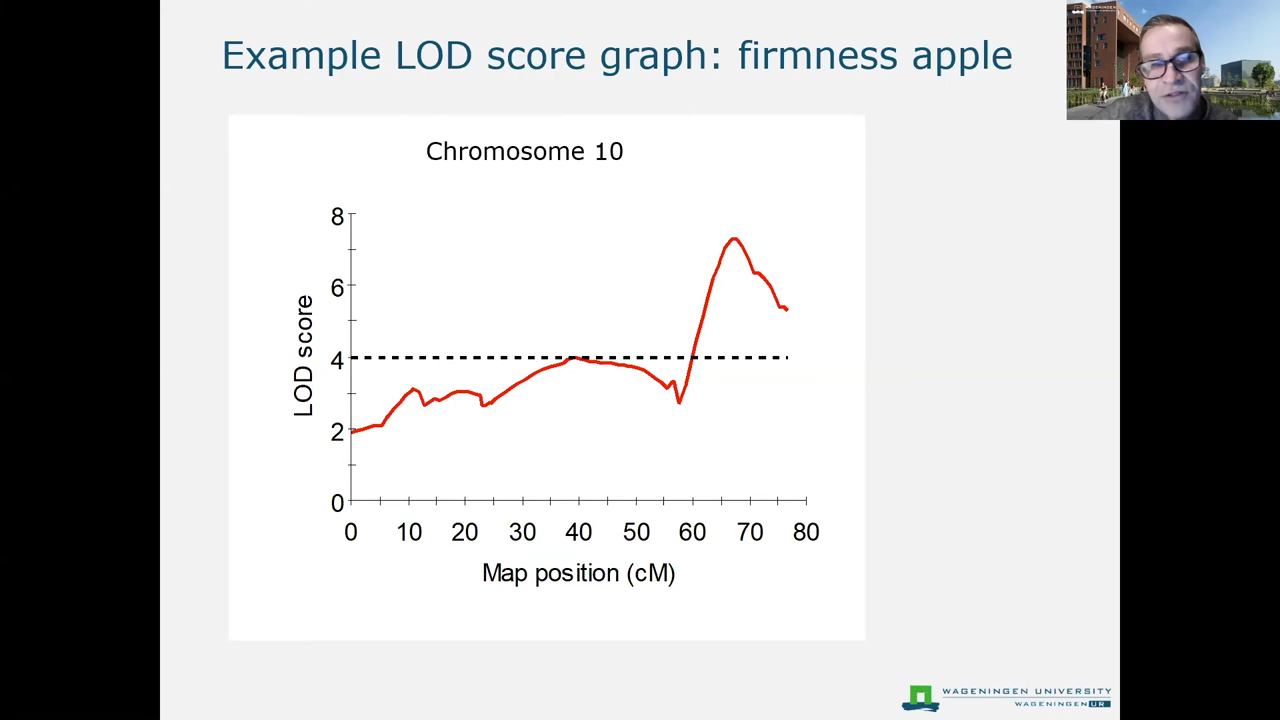 Example LOD score graph: firmness apple
Chromosome 10
8
6
4
2
0
LOD score
0 10 20 30 40 50 60 70 80
Map position (cM)
WAGENINGEN UNIVERSITY
WAGENINGEN UR